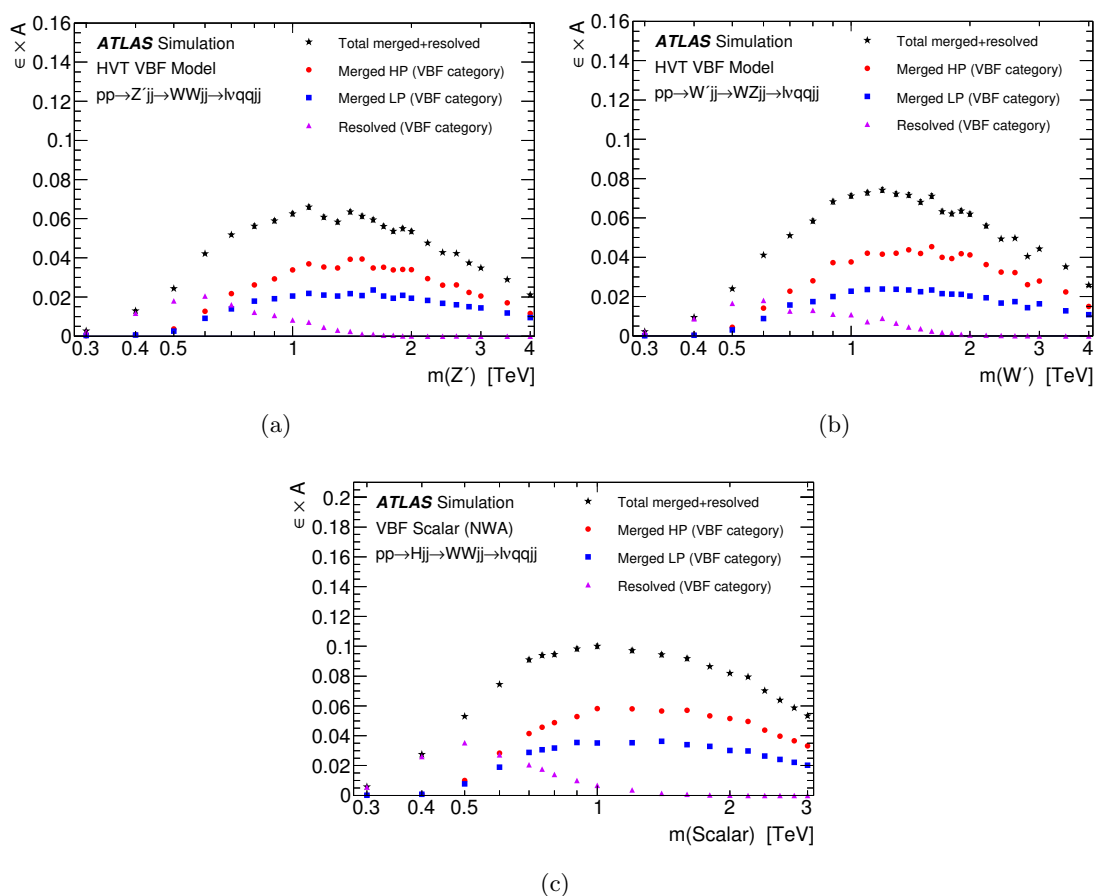 ∈ × A
0.16
0.14
0.12
0.1
0.08
0.06
0.04
0.02
0
ATLAS Simulation
HVT VBF Model
pp→Z′jj→WWjj→lνqqjj
Total merged+resolved
Merged HP (VBF category)
Merged LP (VBF category)
Resolved (VBF category)
0.3 0.4 0.5 1 2 3 4
m(Z′) [TeV]
(a)
∈ × A
0.16
0.14
0.12
0.1
0.08
0.06
0.04
0.02
0
ATLAS Simulation
HVT VBF Model
pp→W′jj→WZjj→lνqqjj
Total merged+resolved
Merged HP (VBF category)
Merged LP (VBF category)
Resolved (VBF category)
0.3 0.4 0.5 1 2 3 4
m(W′) [TeV]
(b)
∈ × A
0.2
0.18
0.16
0.14
0.12
0.1
0.08
0.06
0.04
0.02
0
ATLAS Simulation
VBF Scalar (NWA)
pp→Hjj→WWjj→lνqqjj
Total merged+resolved
Merged HP (VBF category)
Merged LP (VBF category)
Resolved (VBF category)
0.3 0.4 0.5 1 2 3
m(Scalar) [TeV]
(c)